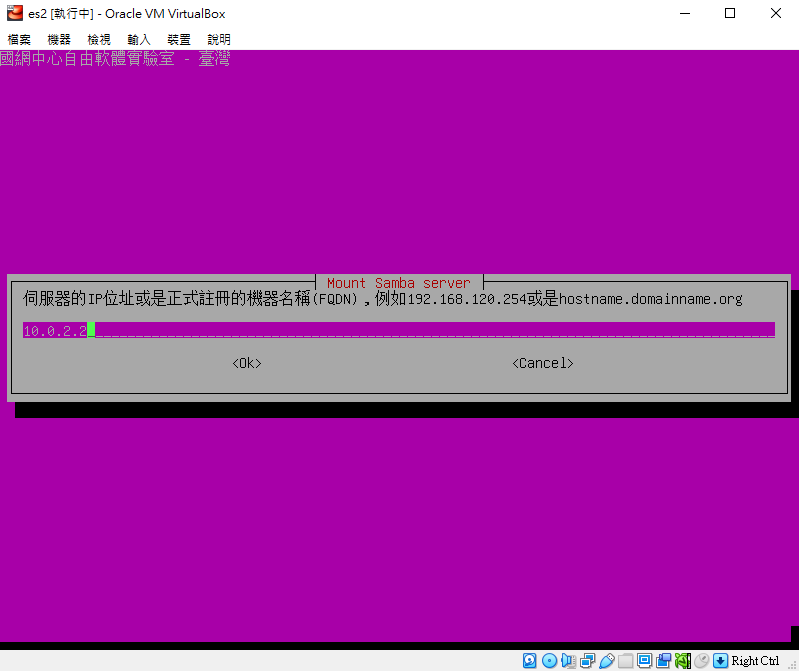 es2 [執行中] - Oracle VM VirtualBox
檔案 機器 檢視 輸入 裝置 說明
國網中心自由軟體實驗室 - 臺灣
Mount Samba server
伺服器的IP位址或是正式註冊的機器名稱(FQDN),例如192.168.120.254或是hostname.domainname.org
10.0.2.2
<Ok> <Cancel>
Right Ctrl